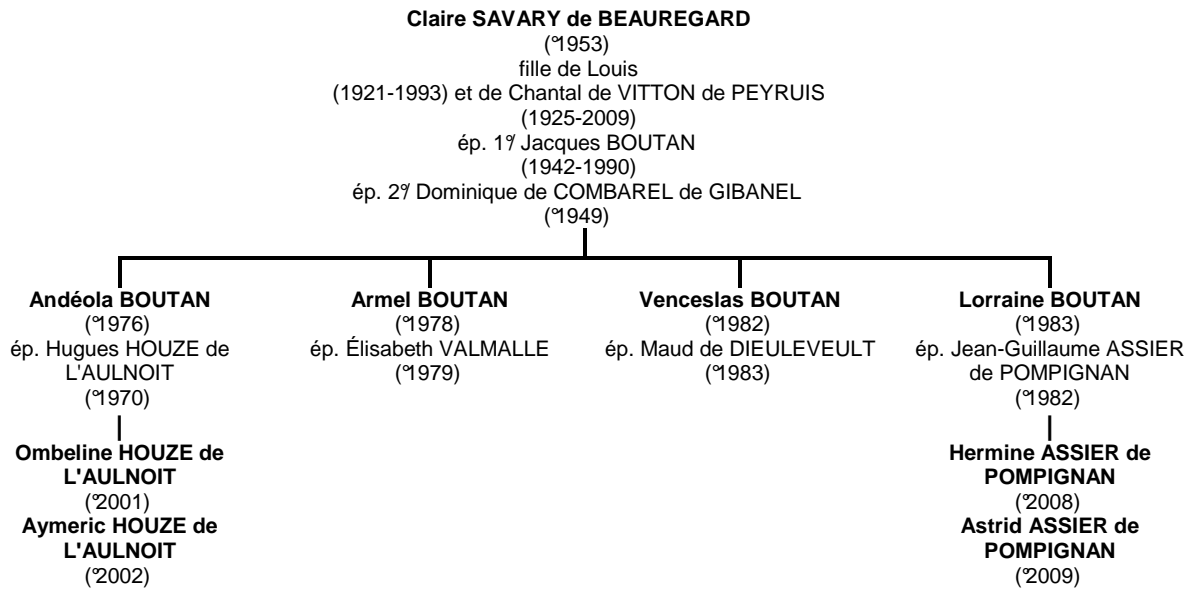 Claire SAVARY de BEAUREGARD
(°1953)
fille de Louis
(1921-1993) et de Chantal de VITTON de PEYRUIS
(1925-2009)
ép. 1°/ Jacques BOUTAN
(1942-1990)
ép. 2°/ Dominique de COMBAREL de GIBANEL
(°1949)
Andéola BOUTAN
(°1976)
ép. Hugues HOUZE de
L'AULNOIT
(°1970)
Ombeline HOUZE de
L'AULNOIT
(°2001)
Aymeric HOUZE de
L'AULNOIT
(°2002)
Armel BOUTAN
(°1978)
ép. Élisabeth VALMALLE
(°1979)
Venceslas BOUTAN
(°1982)
ép. Maud de DIEULEVEULT
(°1983)
Lorraine BOUTAN
(°1983)
ép. Jean-Guillaume ASSIER
de POMPIGNAN
(°1982)
Hermine ASSIER de
POMPIGNAN
(°2008)
Astrid ASSIER de
POMPIGNAN
(°2009)